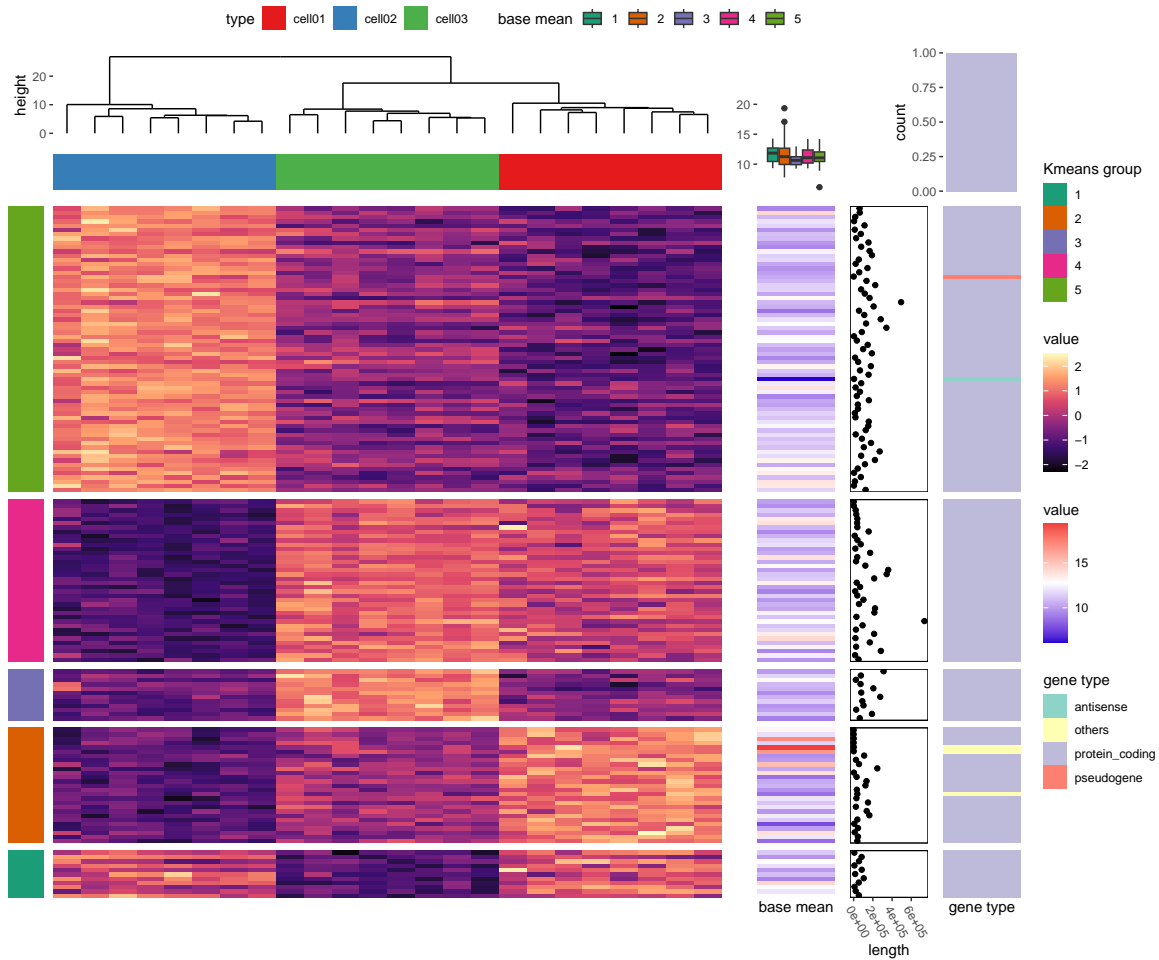 type cell01 cell02 cell03 base mean 1 2 3 4 5
height
20
10
0
20
15
10
count
1.00
0.75
0.50
0.25
0.00
Kmeans group
1
2
3
4
5
value
2
1
0
−1
−2
value
15
10
gene type
antisense
others
protein_coding
pseudogene
base mean
0e+00
2e+05
4e+05
6e+05
length
gene type